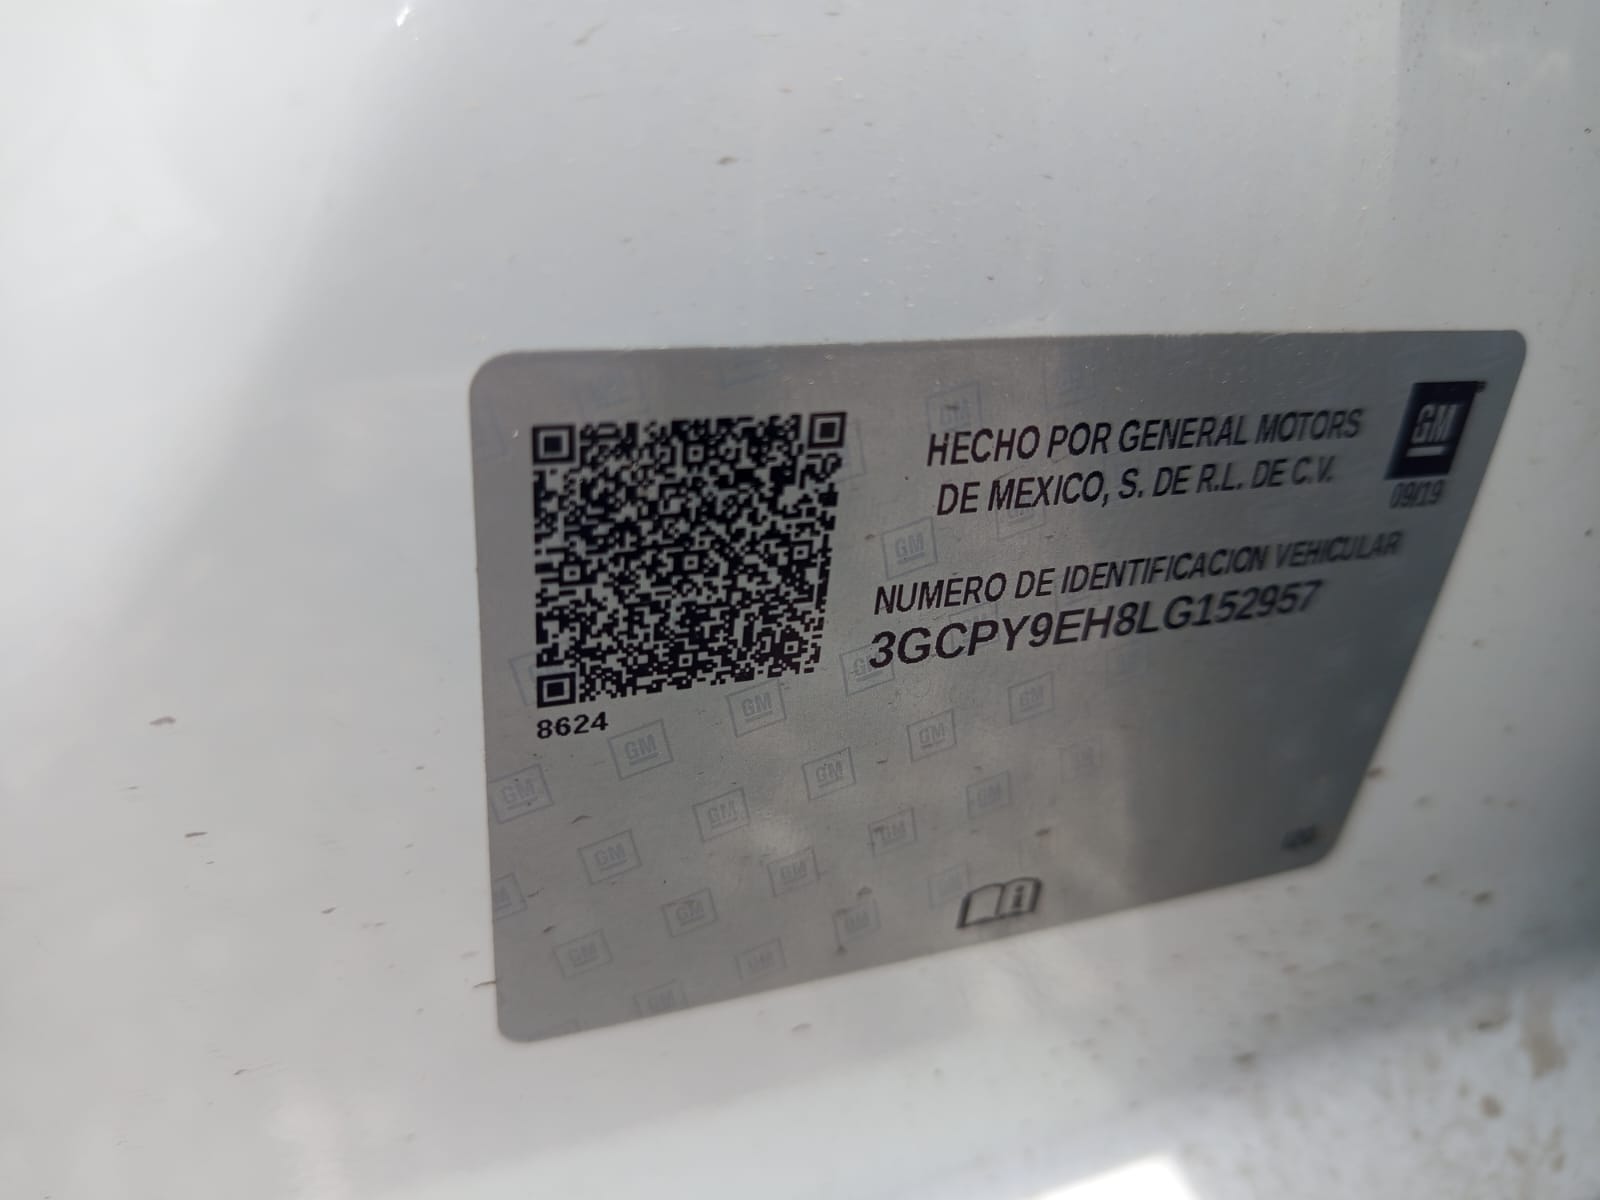 HECHO POR GENERAL MOTORS
DE MEXICO, S. DE R.L. DE C.V.
GM
09/19
NUMERO DE IDENTIFICACION VEHICULAR
3GCPY9EH8LG152957
8624